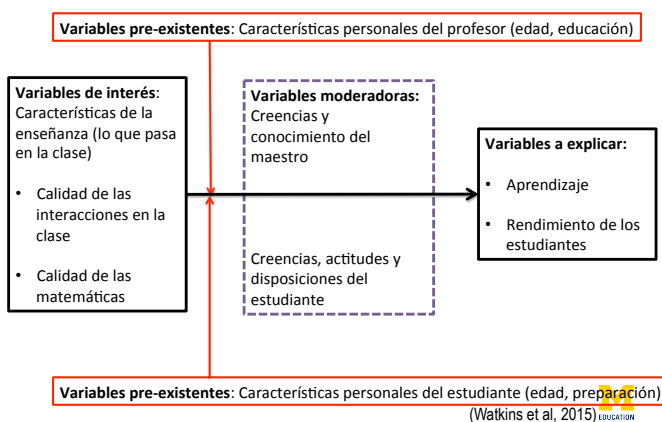 Variables pre-existentes: Características personales del profesor (edad, educación)
Variables de interés:
Características de la
enseñanza (lo que pasa
en la clase)
• Calidad de las
interacciones en la
clase
• Calidad de las
matemáticas
Variables moderadoras:
Creencias y
conocimiento del
maestro
Creencias, actitudes y
disposiciones del
estudiante
Variables a explicar:
• Aprendizaje
• Rendimiento de los
estudiantes
Variables pre-existentes: Características personales del estudiante (edad, preparación)
(Watkins et al, 2015)
M
EDUCATION